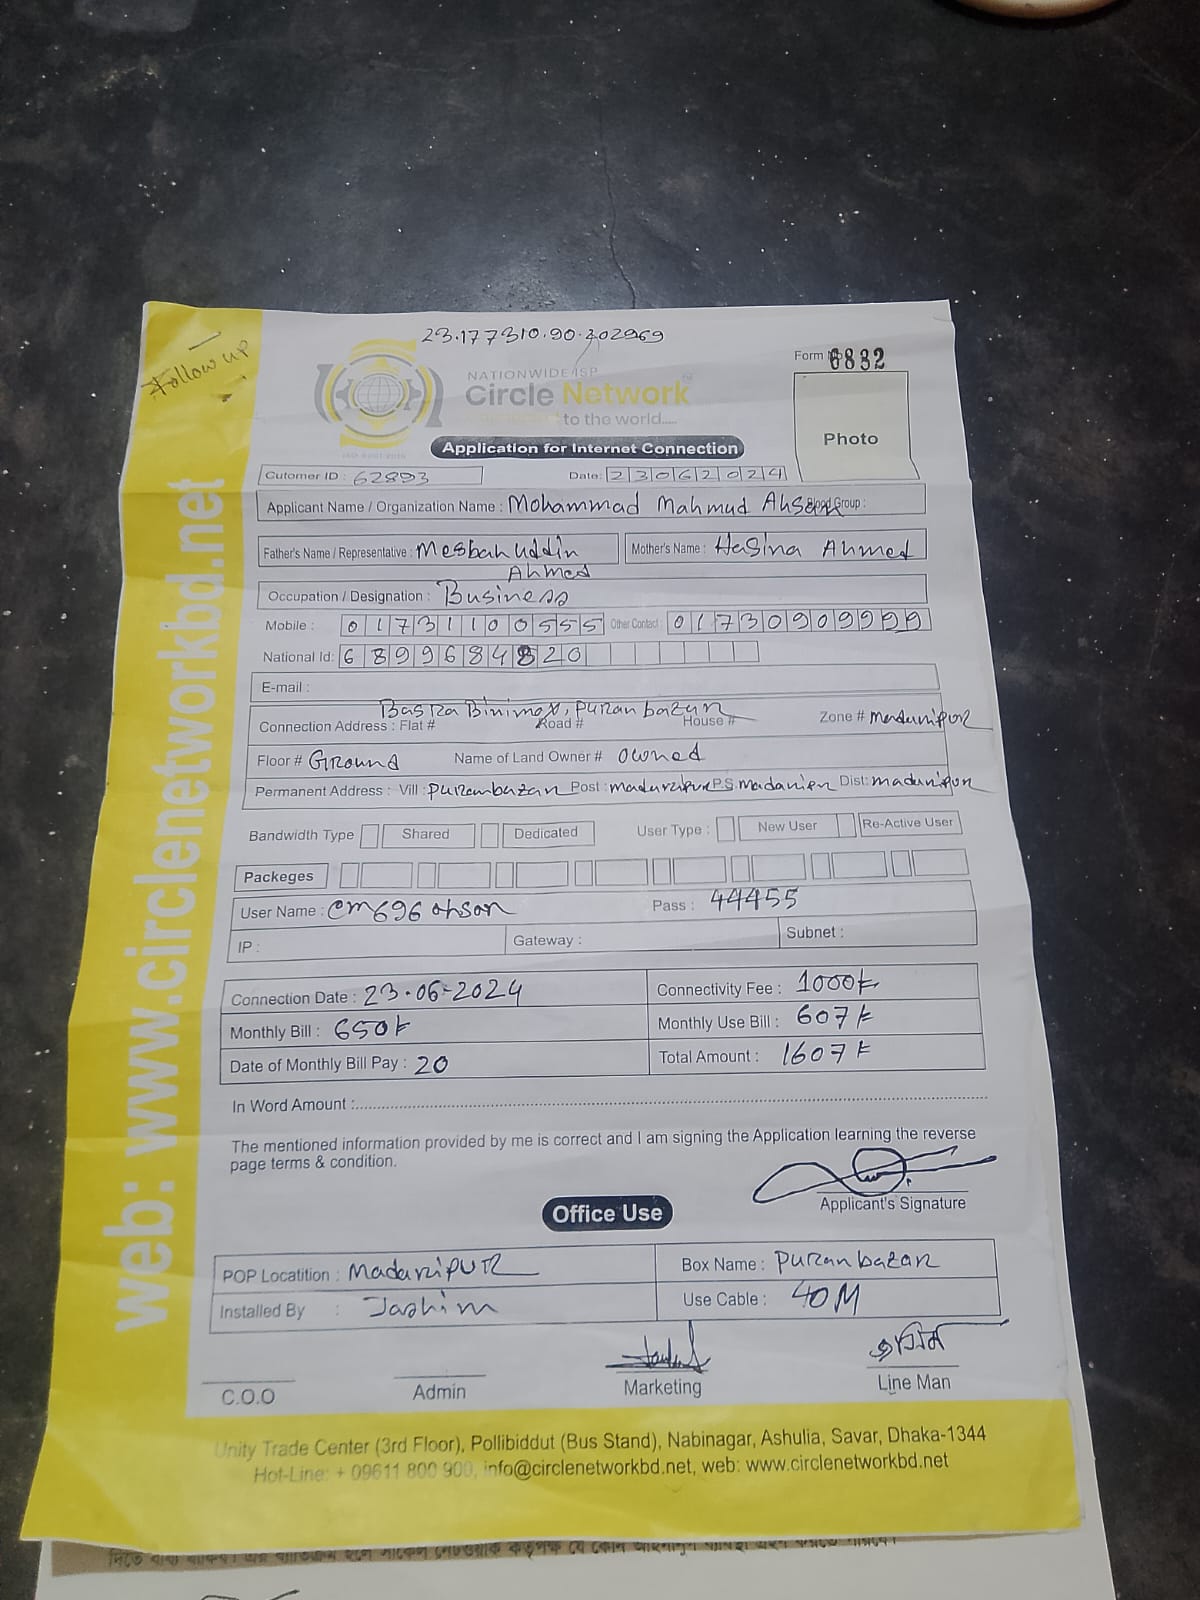 23.177310.90.402969
Follow up
Form 6832
NATIONWIDE ISP
Circle Network
to the world.....
Photo
Application for Internet Connection
Cutomer ID : 62893 Date: 23062024
Applicant Name / Organization Name : Mohammad Mahmud Ahsan Blood Group :
Father's Name / Representative : Mesbah uddin Ahmed Mother's Name : Hasina Ahmed
Occupation / Designation : Business
Mobile : 01731100555 Other Contact : 01730909999
National Id: 6899684820
E-mail :
Basra Binimoy, Puran bazar
Connection Address : Flat # Road # House # Zone # Madaripur
Floor # Ground Name of Land Owner # owned
Permanent Address : Vill : Puranbazar Post : madaripur P.S madaripur Dist: madaripur
Bandwidth Type Shared Dedicated User Type : New User Re-Active User
Packeges
User Name : cm696 ahsan Pass : 44455
IP : Gateway : Subnet :
Connection Date : 23.06-2024 Connectivity Fee : 1000৳
Monthly Bill : 650৳ Monthly Use Bill : 607৳
Date of Monthly Bill Pay : 20 Total Amount : 1607৳
In Word Amount :
The mentioned information provided by me is correct and I am signing the Application learning the reverse
page terms & condition.
Applicant's Signature
Office Use
POP Locatition : Madaripur Box Name : Puran bazar
Installed By : Jashim Use Cable : 40M
C.O.O Admin Marketing Line Man
Unity Trade Center (3rd Floor), Pollibiddut (Bus Stand), Nabinagar, Ashulia, Savar, Dhaka-1344
Hot-Line: + 09611 800 900, info@circlenetworkbd.net, web: www.circlenetworkbd.net
web: www.circlenetworkbd.net